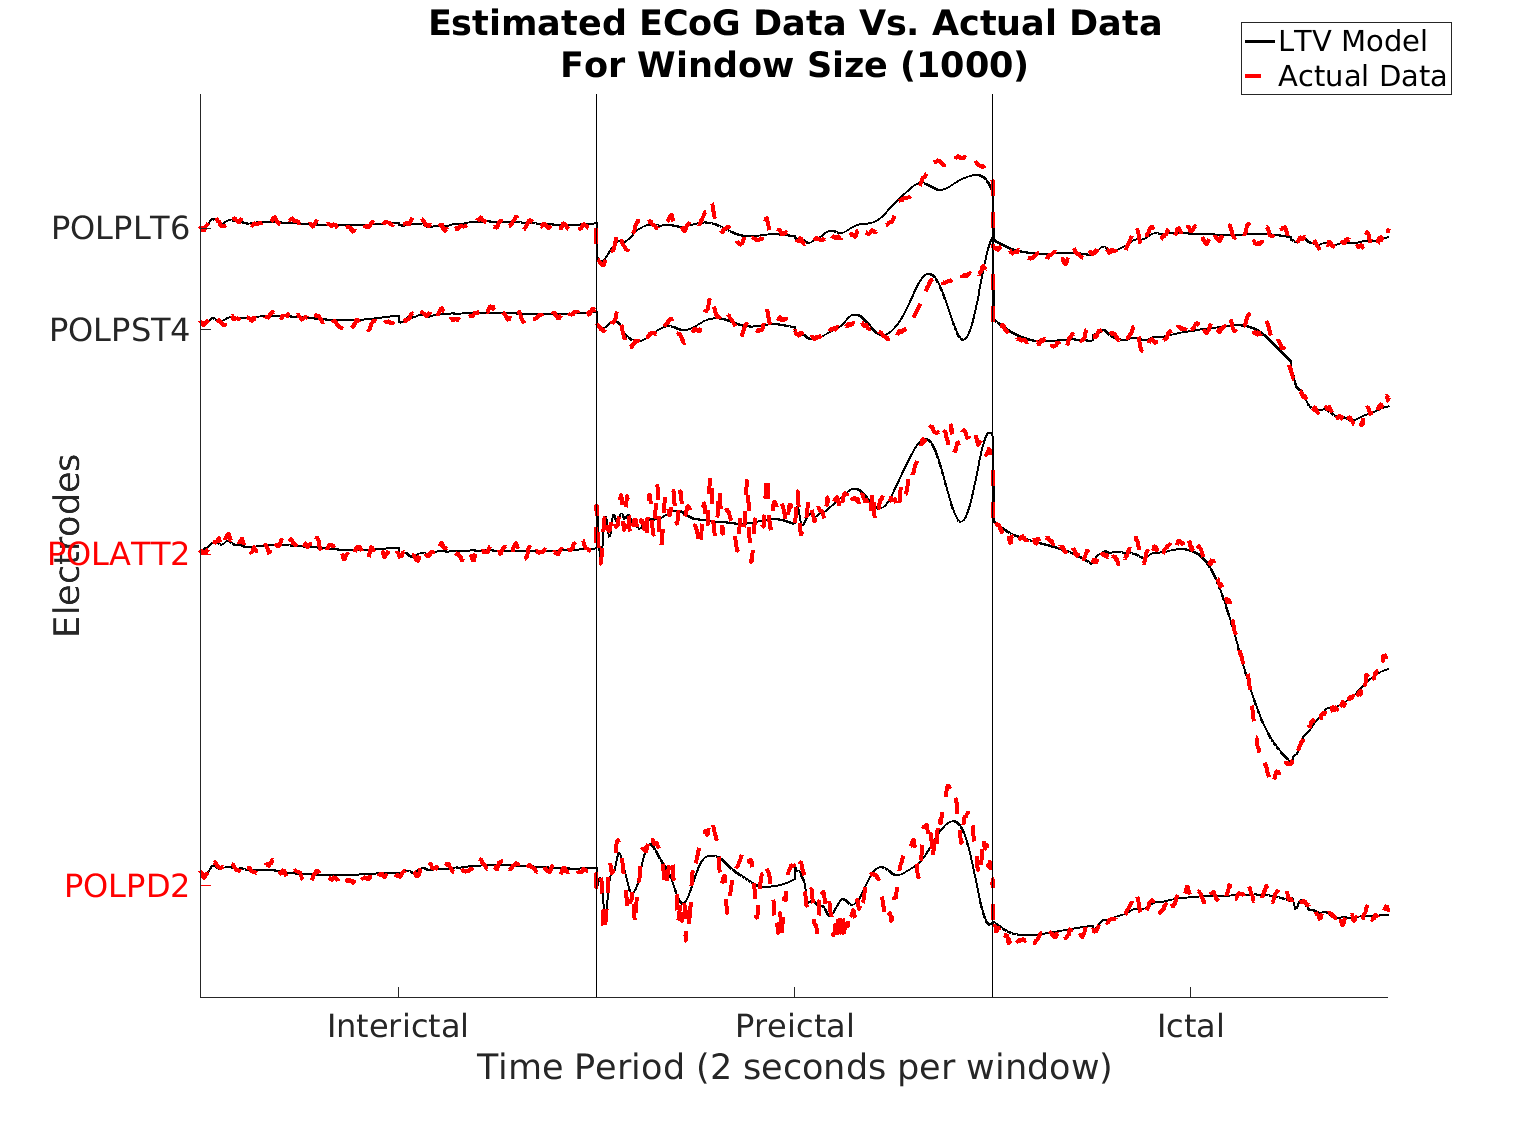 Estimated ECoG Data Vs. Actual Data
For Window Size (1000)
LTV Model
Actual Data
POLPLT6
POLPST4
POLATT2
POLPD2
Electrodes
Interictal
Preictal
Ictal
Time Period (2 seconds per window)